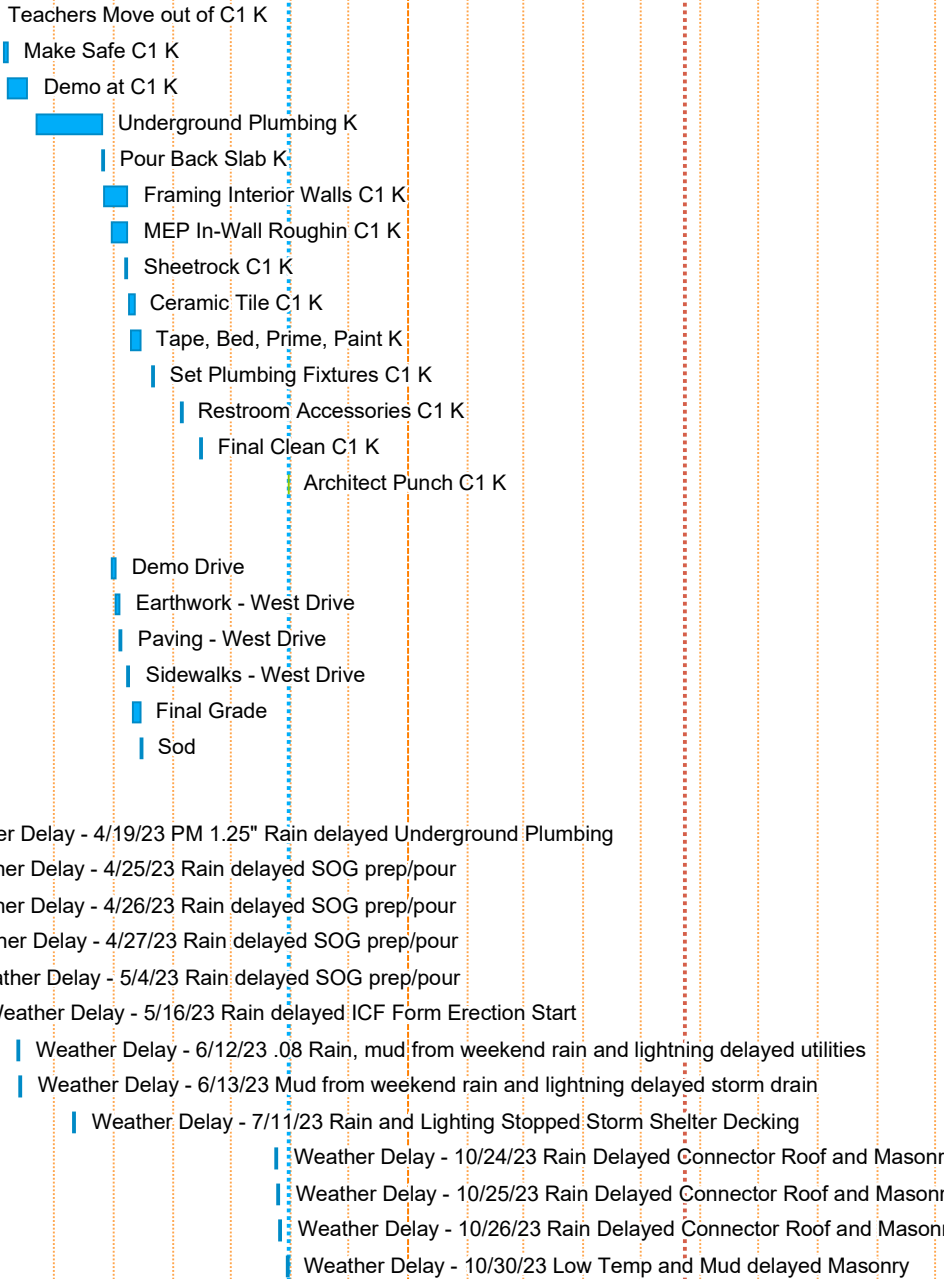 Teachers Move out of C1 K
Make Safe C1 K
Demo at C1 K
Underground Plumbing K
Pour Back Slab K
Framing Interior Walls C1 K
MEP In-Wall Roughin C1 K
Sheetrock C1 K
Ceramic Tile C1 K
Tape, Bed, Prime, Paint K
Set Plumbing Fixtures C1 K
Restroom Accessories C1 K
Final Clean C1 K
Architect Punch C1 K
Demo Drive
Earthwork - West Drive
Paving - West Drive
Sidewalks - West Drive
Final Grade
Sod
er Delay - 4/19/23 PM 1.25" Rain delayed Underground Plumbing
her Delay - 4/25/23 Rain delayed SOG prep/pour
her Delay - 4/26/23 Rain delayed SOG prep/pour
her Delay - 4/27/23 Rain delayed SOG prep/pour
ather Delay - 5/4/23 Rain delayed SOG prep/pour
Weather Delay - 5/16/23 Rain delayed ICF Form Erection Start
Weather Delay - 6/12/23 .08 Rain, mud from weekend rain and lightning delayed utilities
Weather Delay - 6/13/23 Mud from weekend rain and lightning delayed storm drain
Weather Delay - 7/11/23 Rain and Lighting Stopped Storm Shelter Decking
Weather Delay - 10/24/23 Rain Delayed Connector Roof and Masonr
Weather Delay - 10/25/23 Rain Delayed Connector Roof and Masonr
Weather Delay - 10/26/23 Rain Delayed Connector Roof and Masonr
Weather Delay - 10/30/23 Low Temp and Mud delayed Masonry